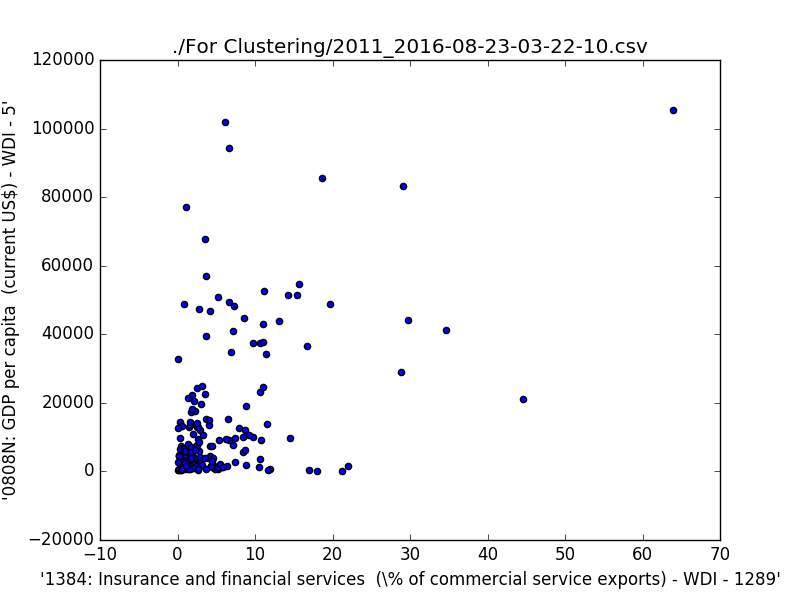 ./For Clustering/2011_2016-08-23-03-22-10.csv
120000
100000
80000
60000
40000
20000
0
−20000
−10 0 10 20 30 40 50 60 70
'0808N: GDP per capita  (current US$) - WDI - 5'
'1384: Insurance and financial services  (\% of commercial service exports) - WDI - 1289'